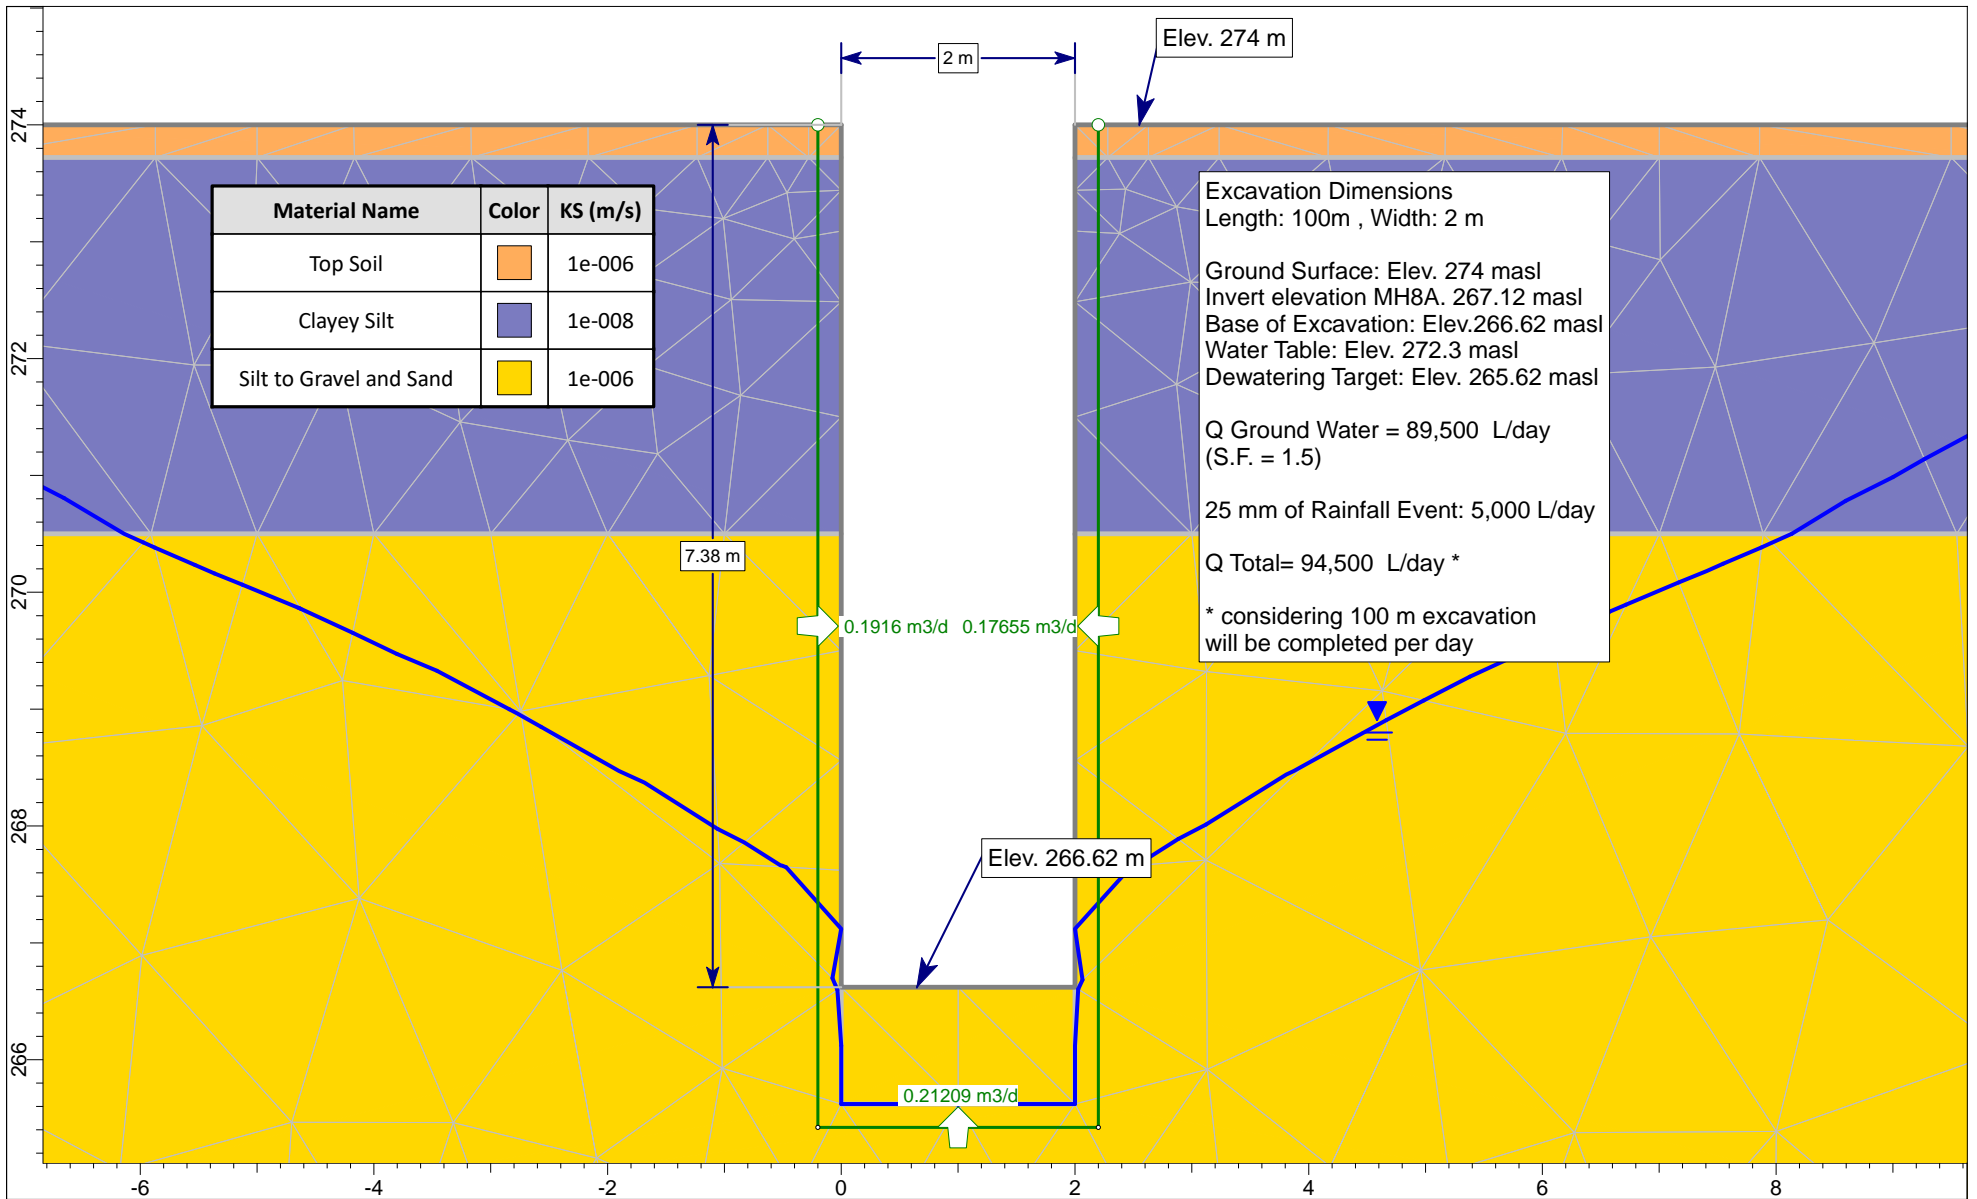 Elev. 274 m
2 m
274
272
270
268
266
Material Name Color KS (m/s)
Top Soil 1e-006
Clayey Silt 1e-008
Silt to Gravel and Sand 1e-006
Excavation Dimensions
Length: 100m , Width: 2 m
Ground Surface: Elev. 274 masl
Invert elevation MH8A. 267.12 masl
Base of Excavation: Elev.266.62 masl
Water Table: Elev. 272.3 masl
Dewatering Target: Elev. 265.62 masl
Q Ground Water = 89,500 L/day
(S.F. = 1.5)
25 mm of Rainfall Event: 5,000 L/day
Q Total= 94,500 L/day *
* considering 100 m excavation
will be completed per day
7.38 m
0.1916 m3/d 0.17655 m3/d
Elev. 266.62 m
0.21209 m3/d
-6 -4 -2 0 2 4 6 8